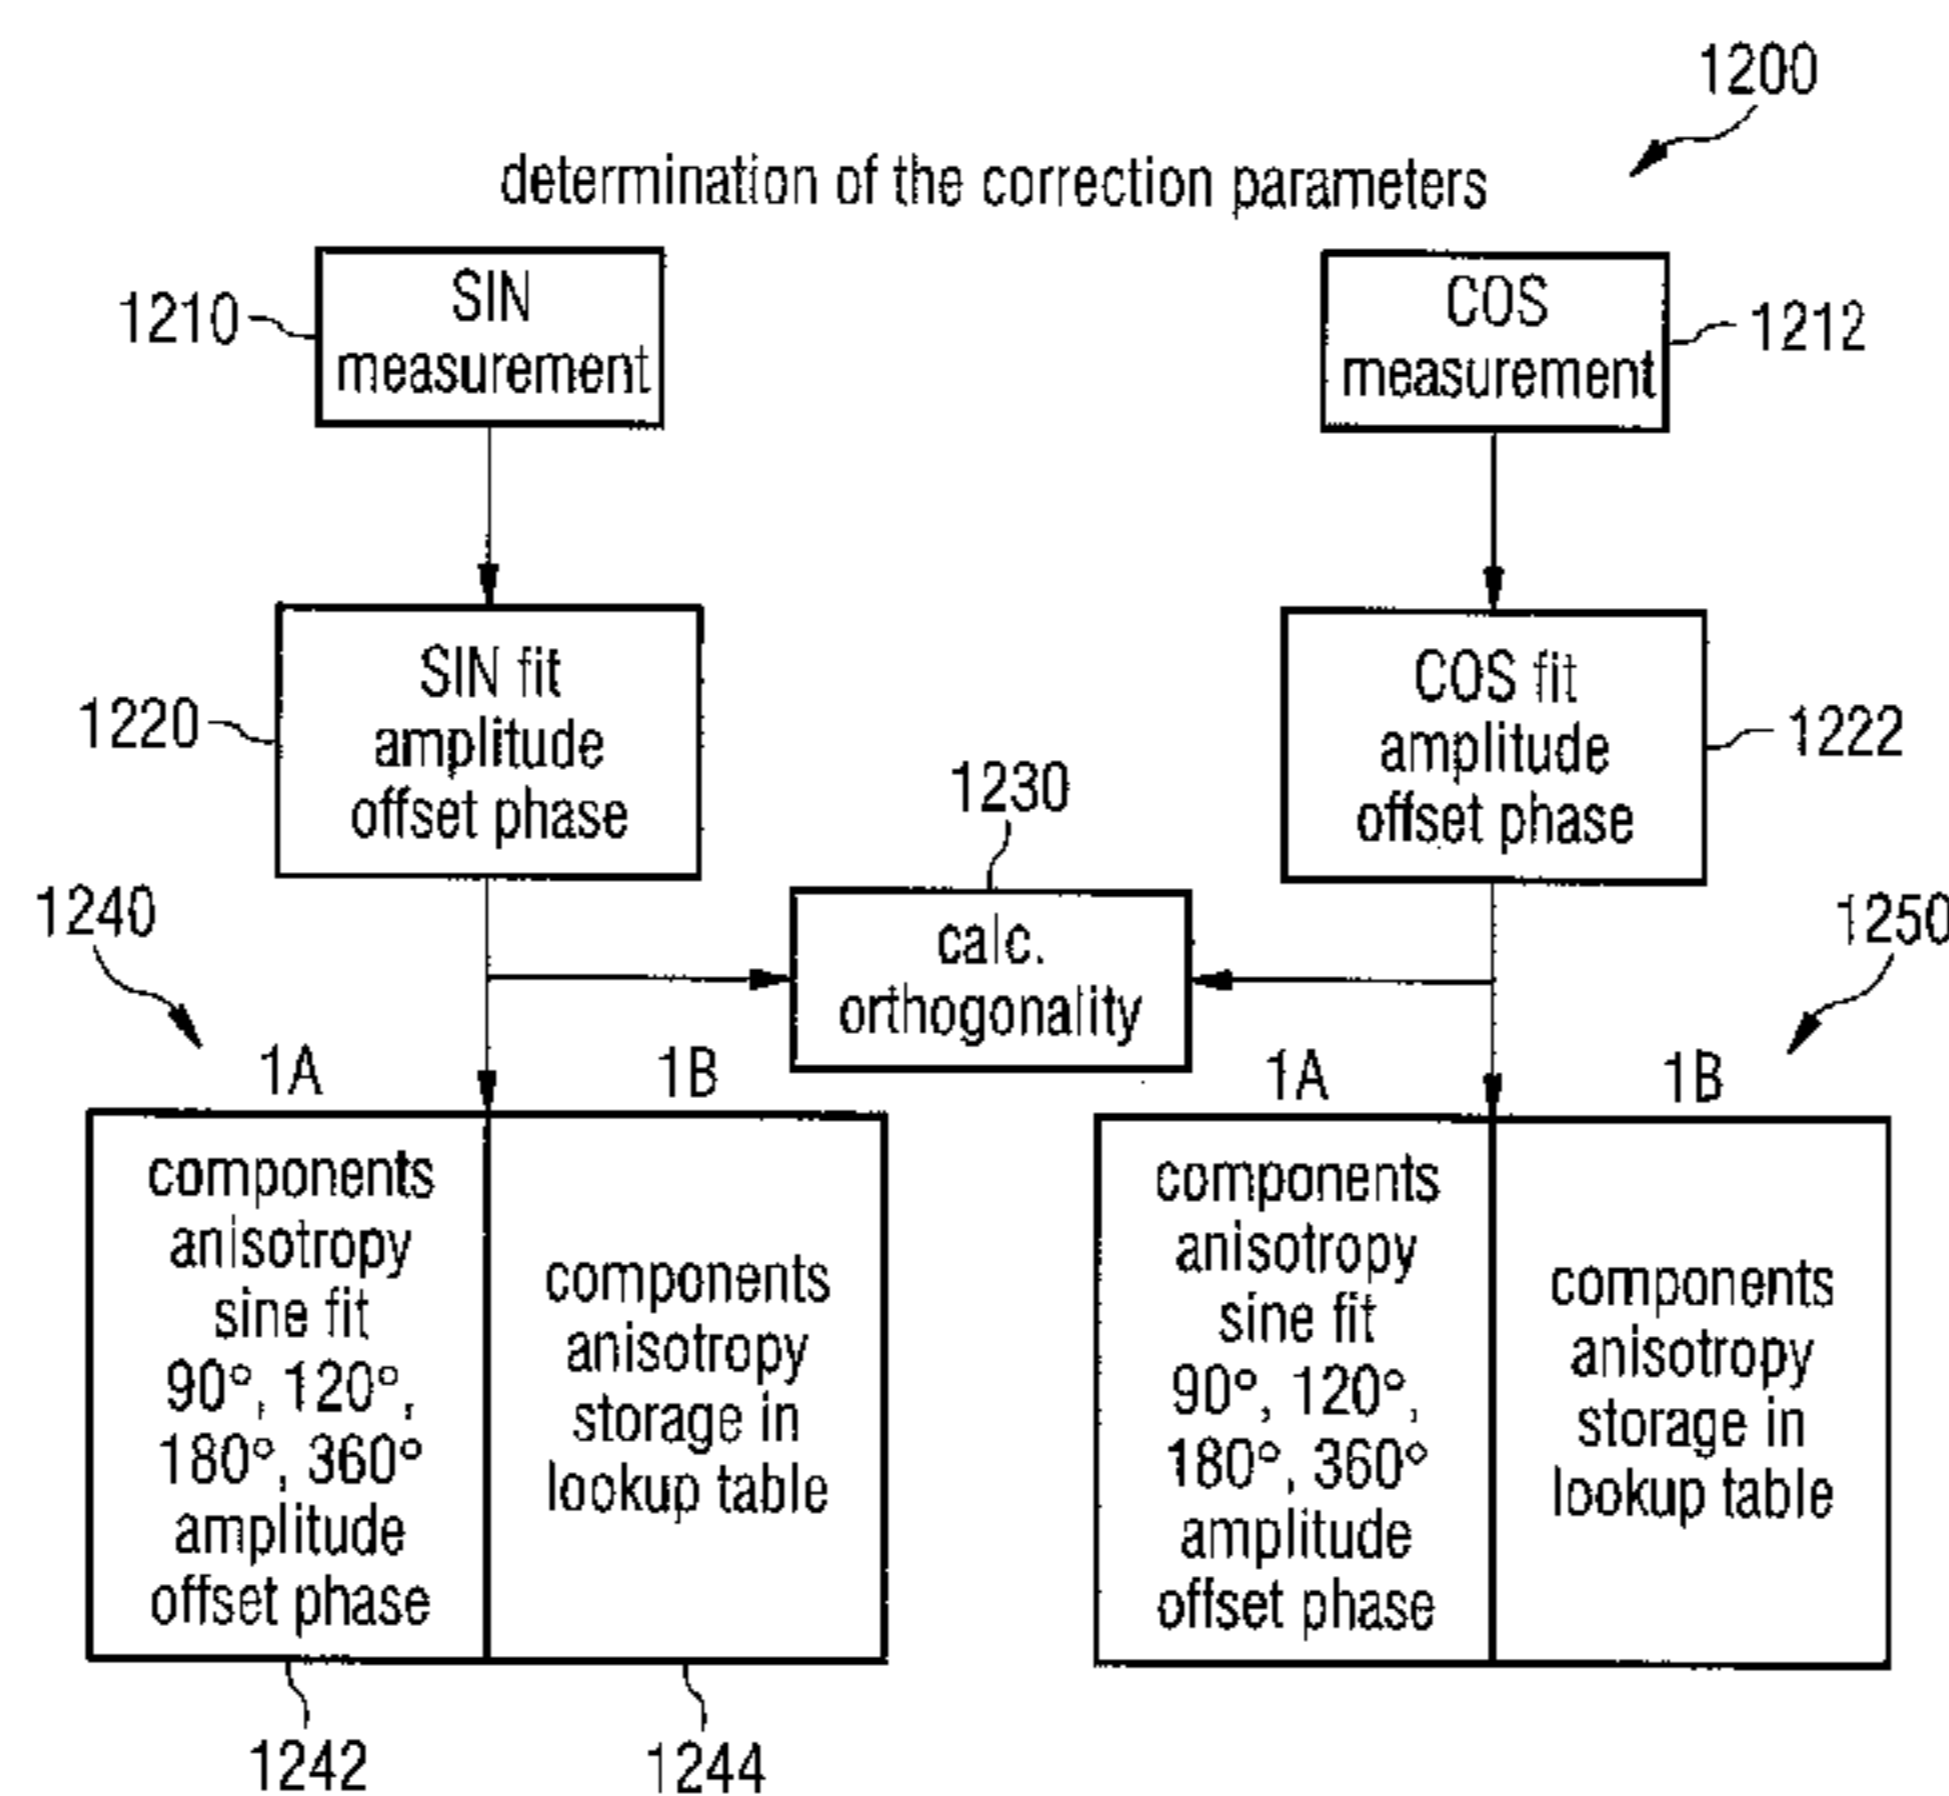 1200
determination of the correction parameters
SIN
measurement
1210
COS
measurement
1212
SIN fit
amplitude
offset phase
1220
COS fit
amplitude
offset phase
1222
1230
calc.
orthogonality
1240
1A
1B
1250
1A
1B
components
anisotropy
sine fit
90°, 120°,
180°, 360°
amplitude
offset phase
components
anisotropy
storage in
lookup table
components
anisotropy
sine fit
90°, 120°,
180°, 360°
amplitude
offset phase
components
anisotropy
storage in
lookup table
1242
1244